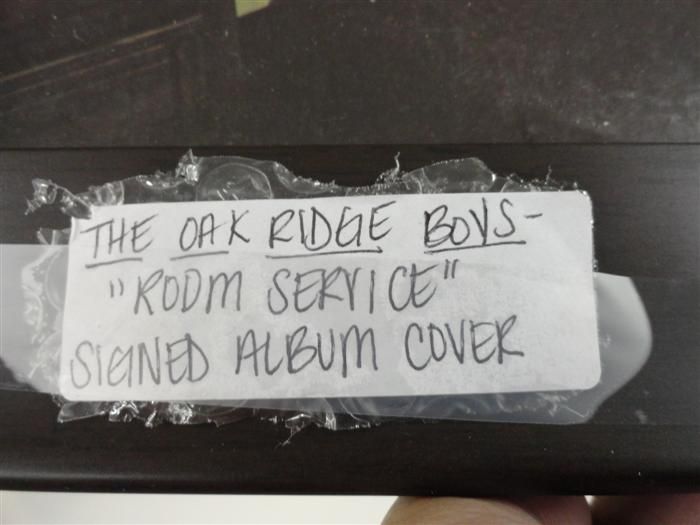 THE OAK RIDGE BOYS-
"ROOM SERVICE"
SIGNED ALBUM COVER